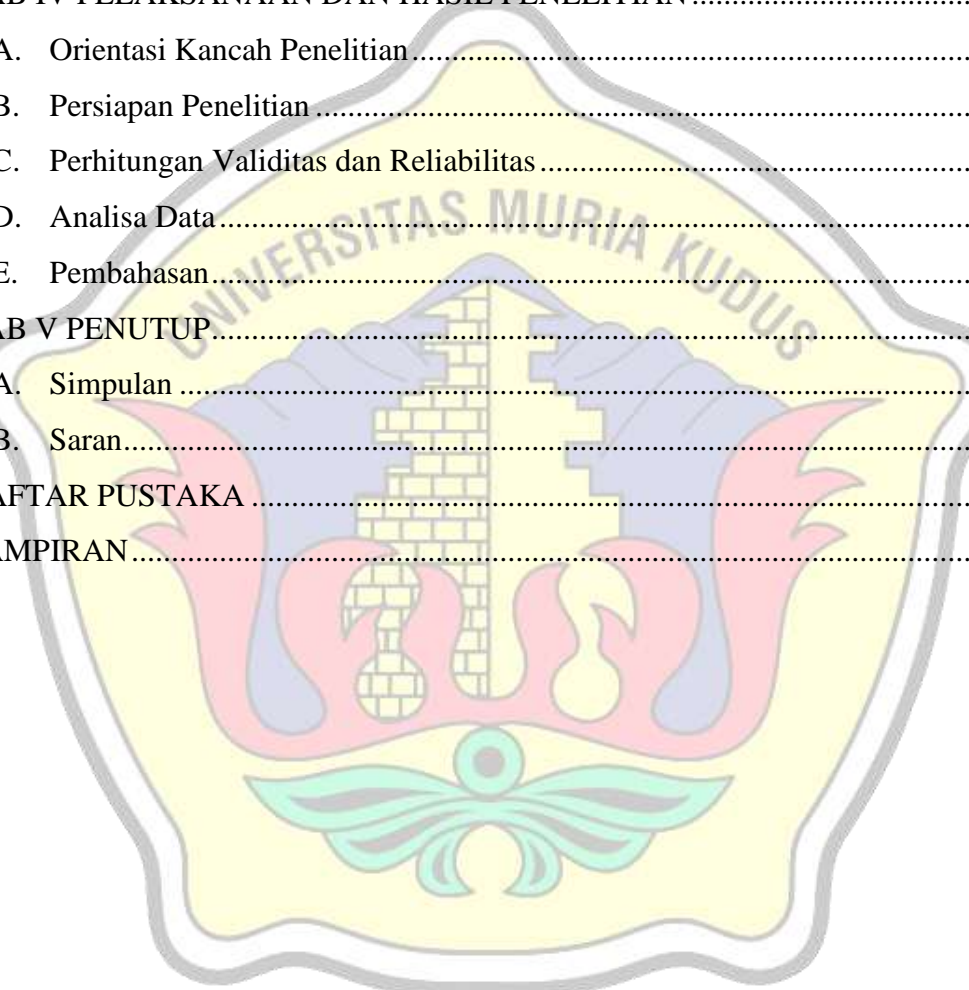 AB IV PELAKSANAAN DAN HASIL PENELITIAN................................
A. Orientasi Kancah Penelitian................................
B. Persiapan Penelitian................................
C. Perhitungan Validitas dan Reliabilitas................................
D. Analisa Data................................
E. Pembahasan................................
AB V PENUTUP................................
A. Simpulan................................
B. Saran................................
AFTAR PUSTAKA................................
AMPIRAN................................
UNIVERSITAS MURIA KUDUS